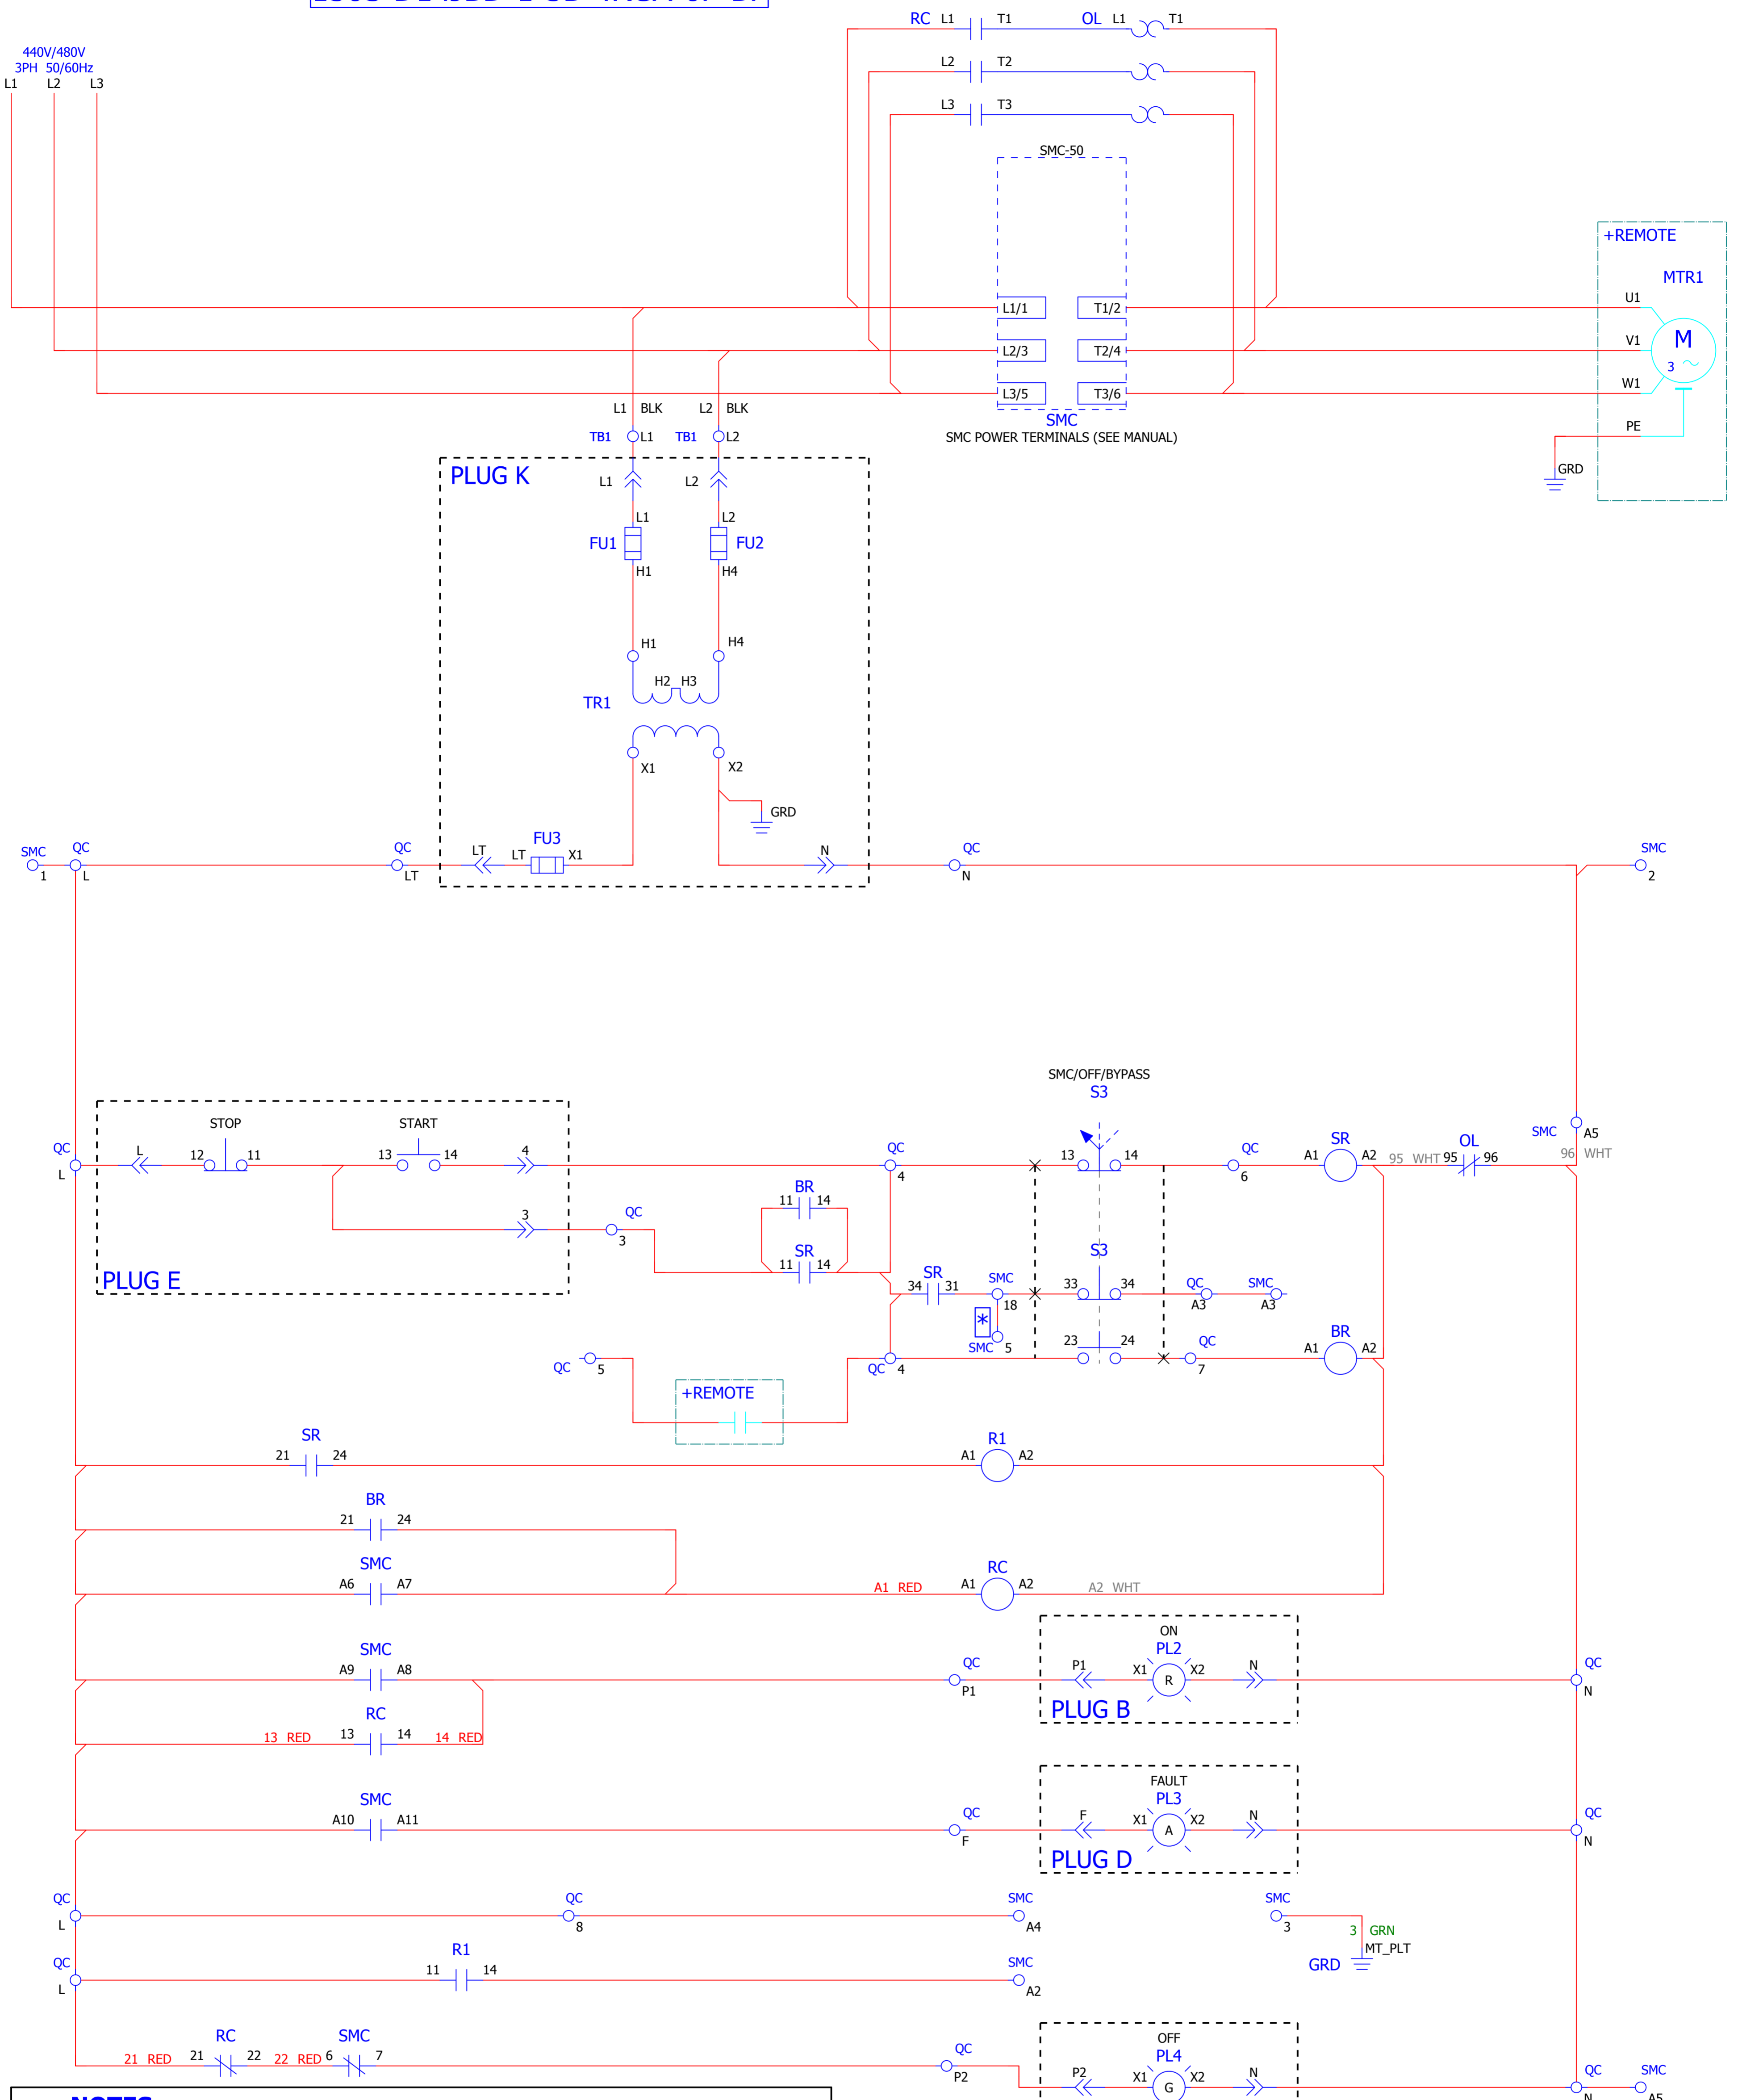 RC L1 T1 OL L1 T1
440V/480V
3PH 50/60Hz
L1 L2 L3
L2 T2
L3 T3
SMC-50
+REMOTE
MTR1
L1/1 T1/2 U1
L2/3 T2/4 V1
M
3
L3/5 T3/6 W1
L1 BLK L2 BLK
SMC
SMC POWER TERMINALS (SEE MANUAL)
PE
GRD
TB1 L1 TB1 L2
PLUG K
L1 L2
L1 L2
FU1 FU2
H1 H4
H1 H4
H2 H3
TR1
X1 X2
GRD
SMC QC QC FU3 QC SMC
LT LT X1 N
1 L LT N 2
SMC/OFF/BYPASS
S3
STOP START
SMC A5
QC L 12 11 13 14 4 QC 13 14 QC SR A1 A2 95 WHT 95 OL 96 96 WHT
L 4 6
BR
11 14
3 QC
3
SR
11 14
S3
PLUG E
SR
34 31 SMC 33 34 QC SMC
18 A3 A3
*
SMC 5 23 24 QC BR
A1 A2
QC 5 QC 4 7
+REMOTE
SR
21 24
R1
A1 A2
BR
21 24
SMC
A6 A7
RC
A1 RED A1 A2 A2 WHT
ON
SMC PL2
A9 A8 QC P1 X1 R X2 N QC
P1 N
PLUG B
RC
13 RED 13 14 14 RED
FAULT
SMC PL3
A10 A11 QC F X1 A X2 N QC
F N
PLUG D
QC QC SMC SMC
L 8 A4 3
3 GRN
MT_PLT
GRD
QC R1 SMC
11 14
L A2
OFF
RC SMC PL4
21 RED 21 22 22 RED 6 7 QC
P2
P2 X1 G X2 N QC SMC